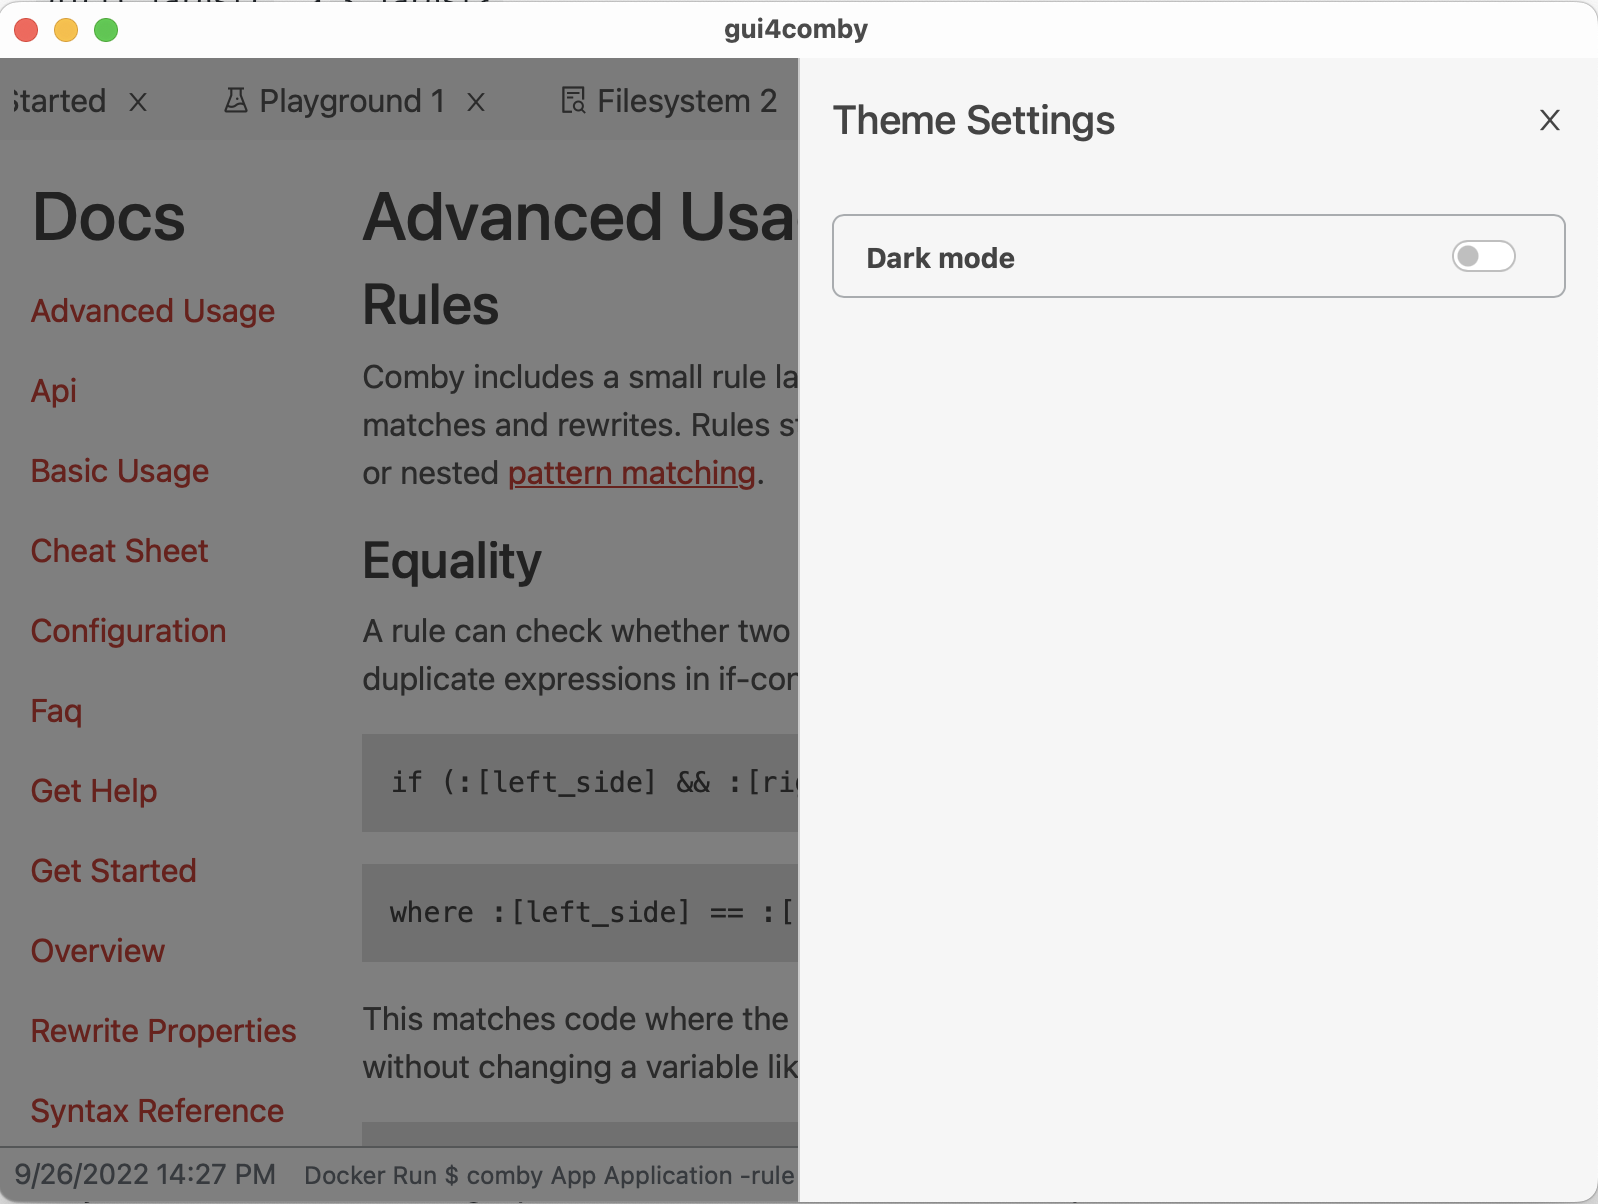 gui4comby
Started X Playground 1 X Filesystem 2
Theme Settings X
Dark mode
Docs
Advanced Usage
Api
Basic Usage
Cheat Sheet
Configuration
Faq
Get Help
Get Started
Overview
Rewrite Properties
Syntax Reference
Advanced Usa
Rules
Comby includes a small rule la
matches and rewrites. Rules s
or nested pattern matching.
Equality
A rule can check whether two
duplicate expressions in if-con
if (:[left_side] && :[ri
where :[left_side] == :[
This matches code where the
without changing a variable lik
9/26/2022 14:27 PM Docker Run $ comby App Application -rule